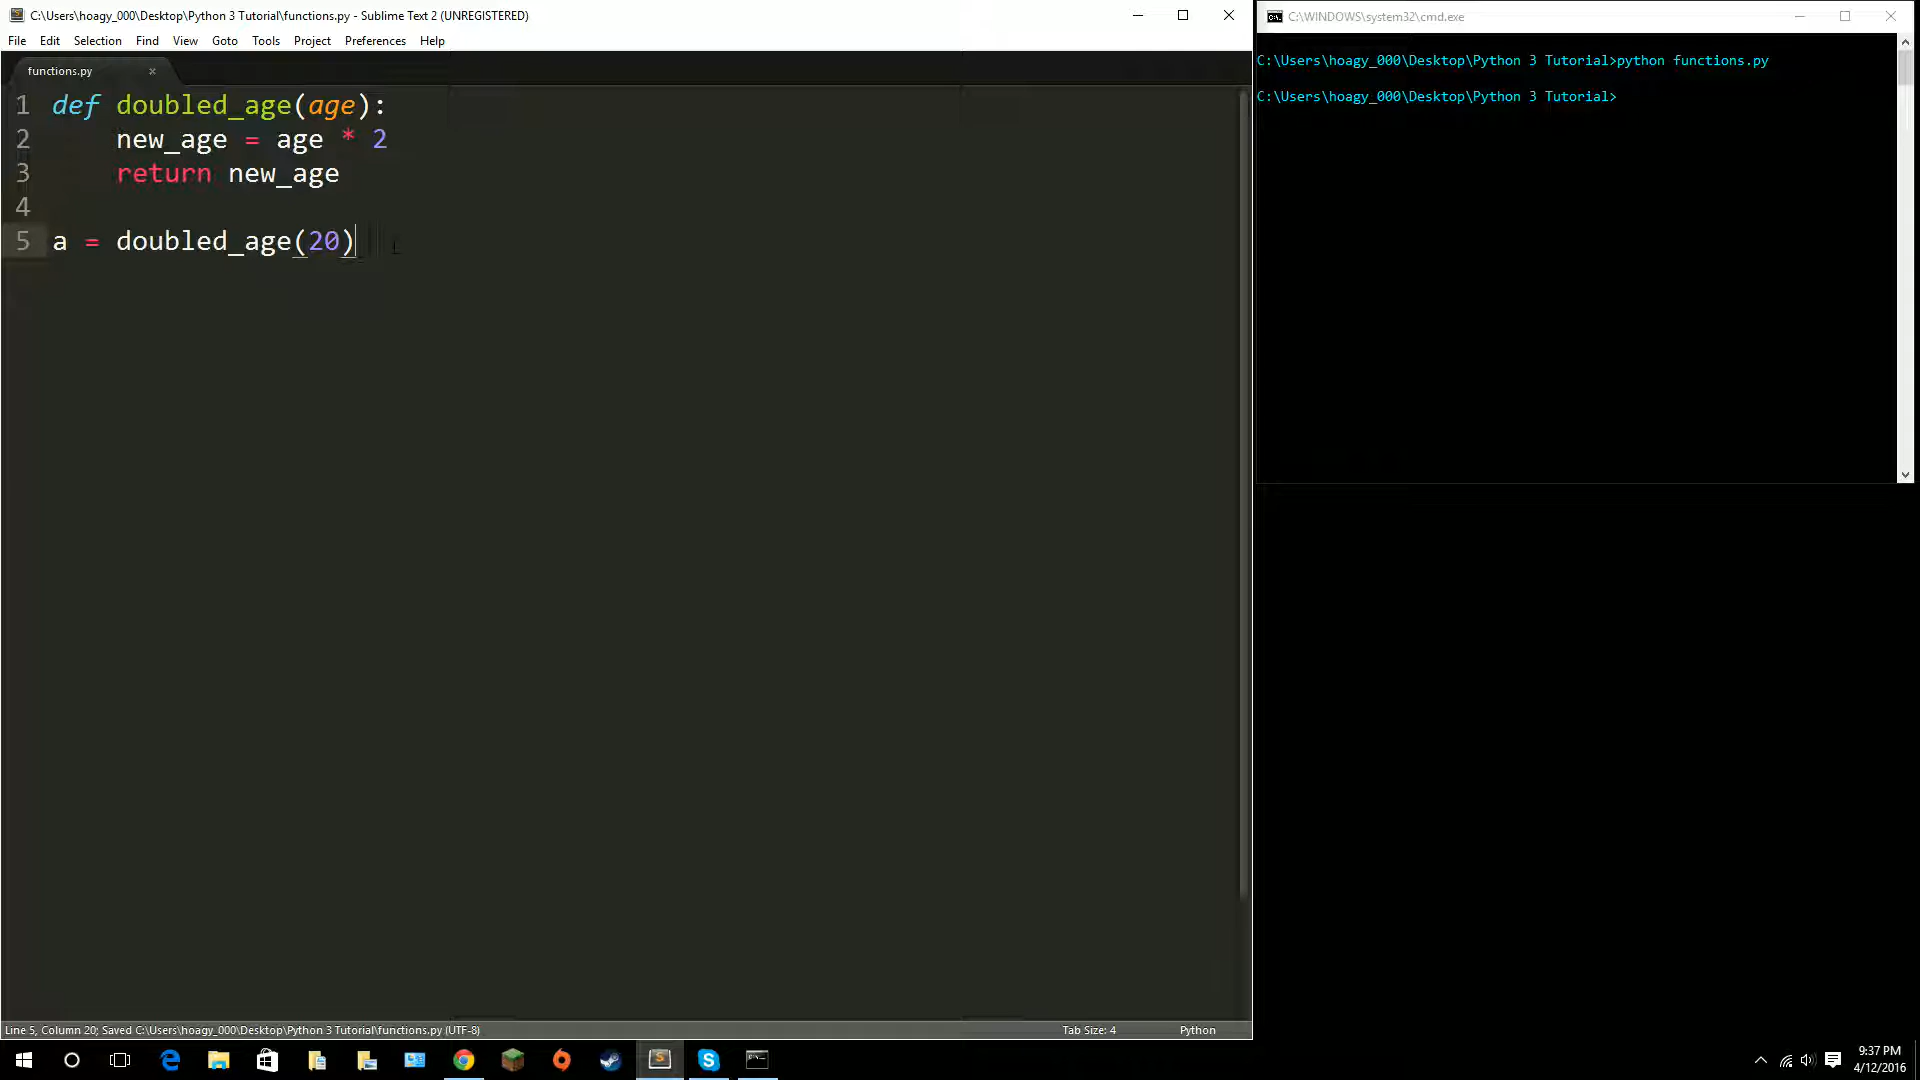 C:\Users\hoagy_000\Desktop\Python 3 Tutorial\functions.py - Sublime Text 2 (UNREGISTERED)
File Edit Selection Find View Goto Tools Project Preferences Help
functions.py
1 def doubled_age(age):
2 new_age = age * 2
3 return new_age
4
5 a = doubled_age(20)
Line 5, Column 20; Saved C:\Users\hoagy_000\Desktop\Python 3 Tutorial\functions.py (UTF-8)
Tab Size: 4
Python
C:\WINDOWS\system32\cmd.exe
C:\Users\hoagy_000\Desktop\Python 3 Tutorial>python functions.py
C:\Users\hoagy_000\Desktop\Python 3 Tutorial>
9:37 PM
4/12/2016